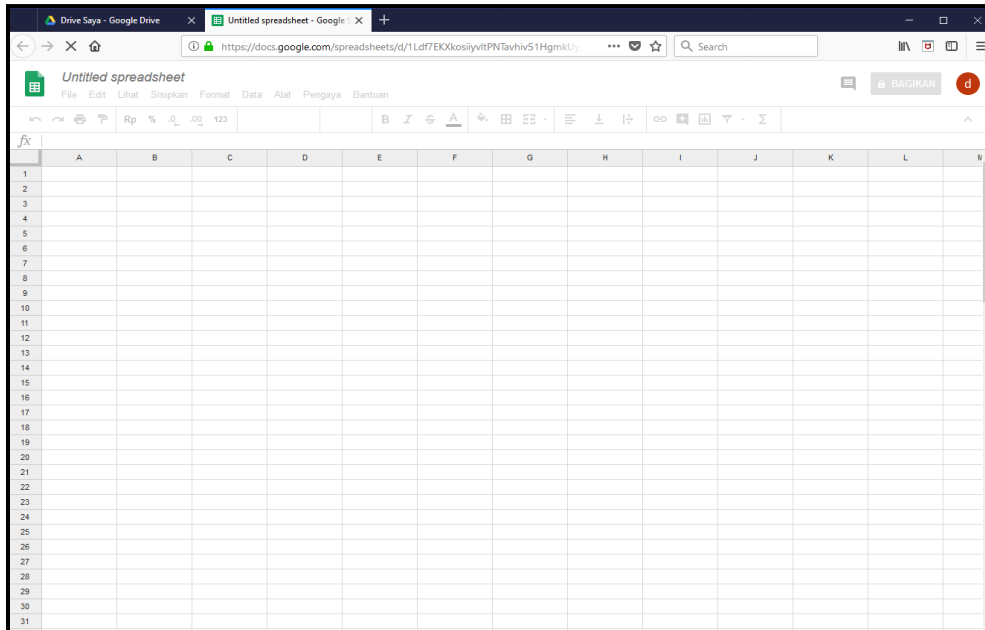 Drive Saya - Google Drive
Untitled spreadsheet - Google
https://docs.google.com/spreadsheets/d/
Search
Untitled spreadsheet
File Edit Lihat Sisipkan Format Data Alat Pengaya Bantuan
BAGIKAN
d
Rp % .0 .00 123 B I S A Σ
fx
A B C D E F G H I J K L M
1
2
3
4
5
6
7
8
9
10
11
12
13
14
15
16
17
18
19
20
21
22
23
24
25
26
27
28
29
30
31